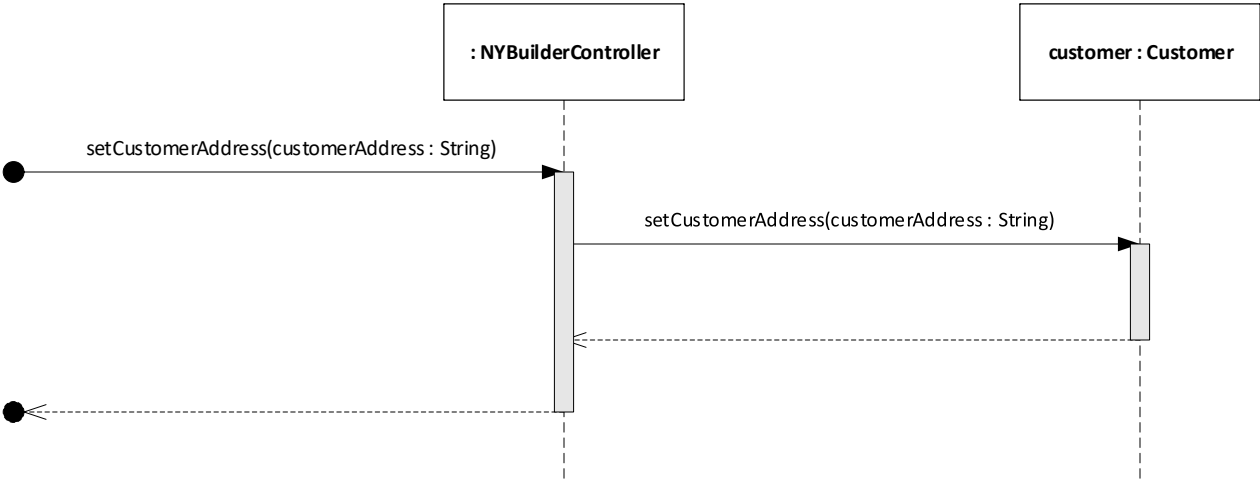 : NYBuilderController
customer : Customer
setCustomerAddress(customerAddress : String)
setCustomerAddress(customerAddress : String)